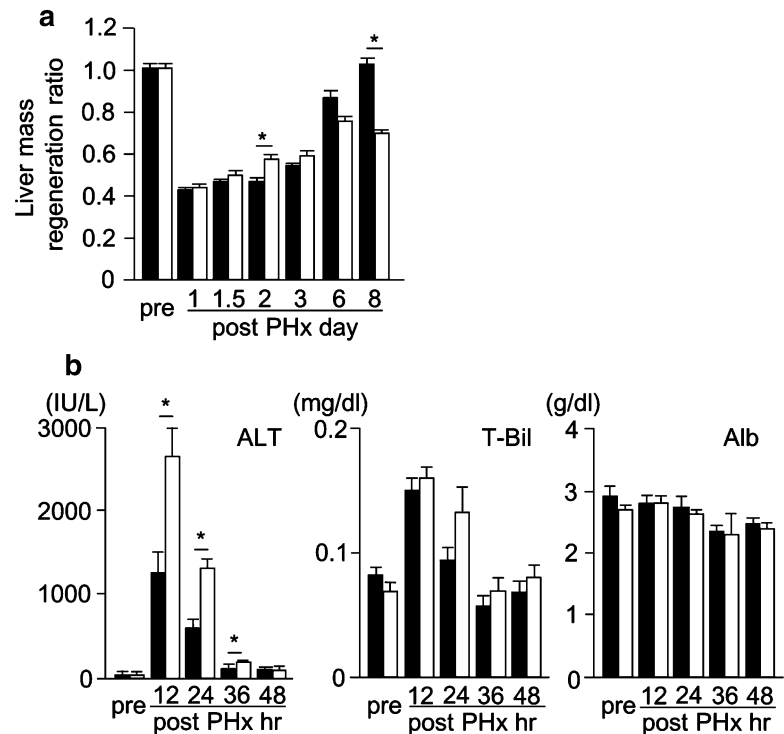 a
Liver mass
regeneration ratio
1.2
1.0
0.8
0.6
0.4
0.2
0
*
*
pre 1 1.5 2 3 6 8
post PHx day
b
(IU/L) (mg/dl) (g/dl)
ALT
3000
2000
1000
0
*
*
*
pre 12 24 36 48
post PHx hr
T-Bil
0.2
0.1
0
pre 12 24 36 48
post PHx hr
Alb
4
3
2
1
0
pre 12 24 36 48
post PHx hr